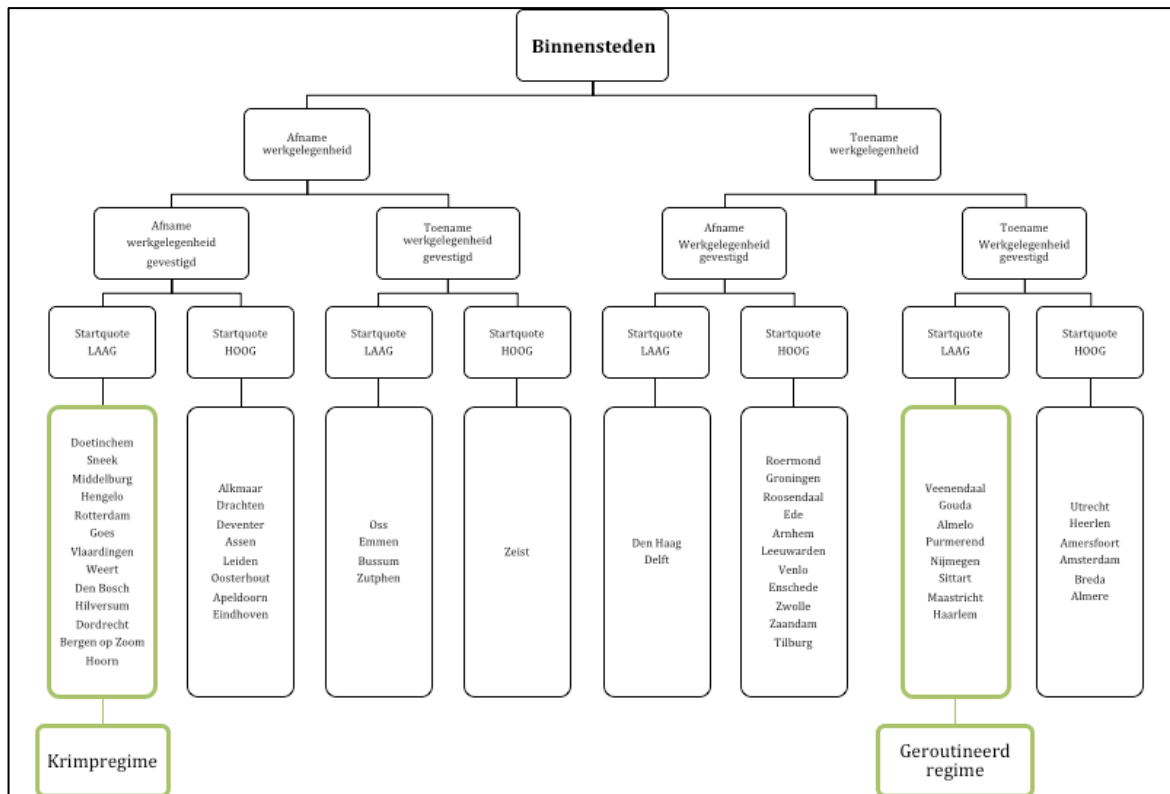 Binnensteden
Afname
werkgelegenheid
Toename
werkgelegenheid
Afname
werkgelegenheid
gevestigd
Toename
werkgelegenheid
gevestigd
Afname
Werkgelegenheid
gevestigd
Toename
Werkgelegenheid
gevestigd
Startquote
LAAG
Startquote
HOOG
Startquote
LAAG
Startquote
HOOG
Startquote
LAAG
Startquote
HOOG
Startquote
LAAG
Startquote
HOOG
Doetinchem
Sneek
Middelburg
Hengelo
Rotterdam
Goes
Vlaardingen
Weert
Den Bosch
Hilversum
Dordrecht
Bergen op Zoom
Hoorn
Alkmaar
Drachten
Deventer
Assen
Leiden
Oosterhout
Apeldoorn
Eindhoven
Oss
Emmen
Bussum
Zutphen
Zeist
Den Haag
Delft
Roermond
Groningen
Roosendaal
Ede
Arnhem
Leeuwarden
Venlo
Enschede
Zwolle
Zaandam
Tilburg
Veenendaal
Gouda
Almelo
Purmerend
Nijmegen
Sittart
Maastricht
Haarlem
Utrecht
Heerlen
Amersfoort
Amsterdam
Breda
Almere
Krimpregime
Geroutineerd
regime